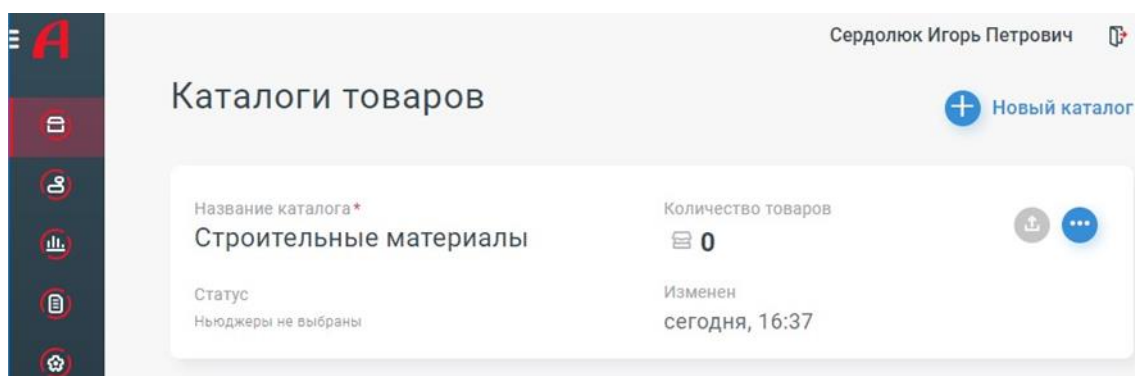 A
Сердолюк Игорь Петрович
Каталоги товаров
Новый каталог
Название каталога*
Количество товаров
Строительные материалы
0
Статус
Изменен
Ньюджеры не выбраны
сегодня, 16:37